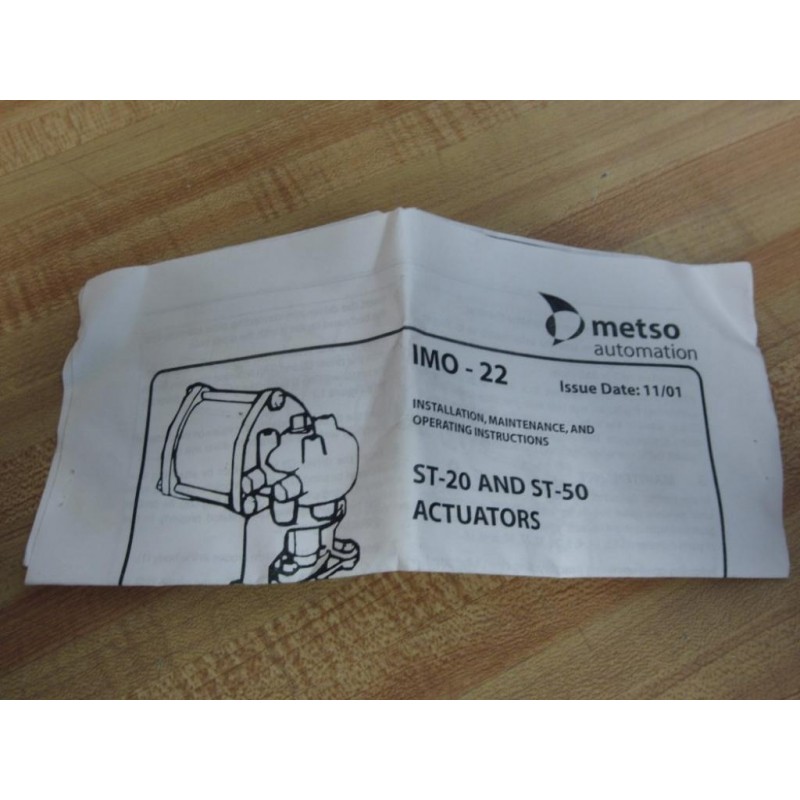 metso
automation
IMO - 22
Issue Date: 11/01
INSTALLATION, MAINTENANCE, AND
OPERATING INSTRUCTIONS
ST-20 AND ST-50
ACTUATORS